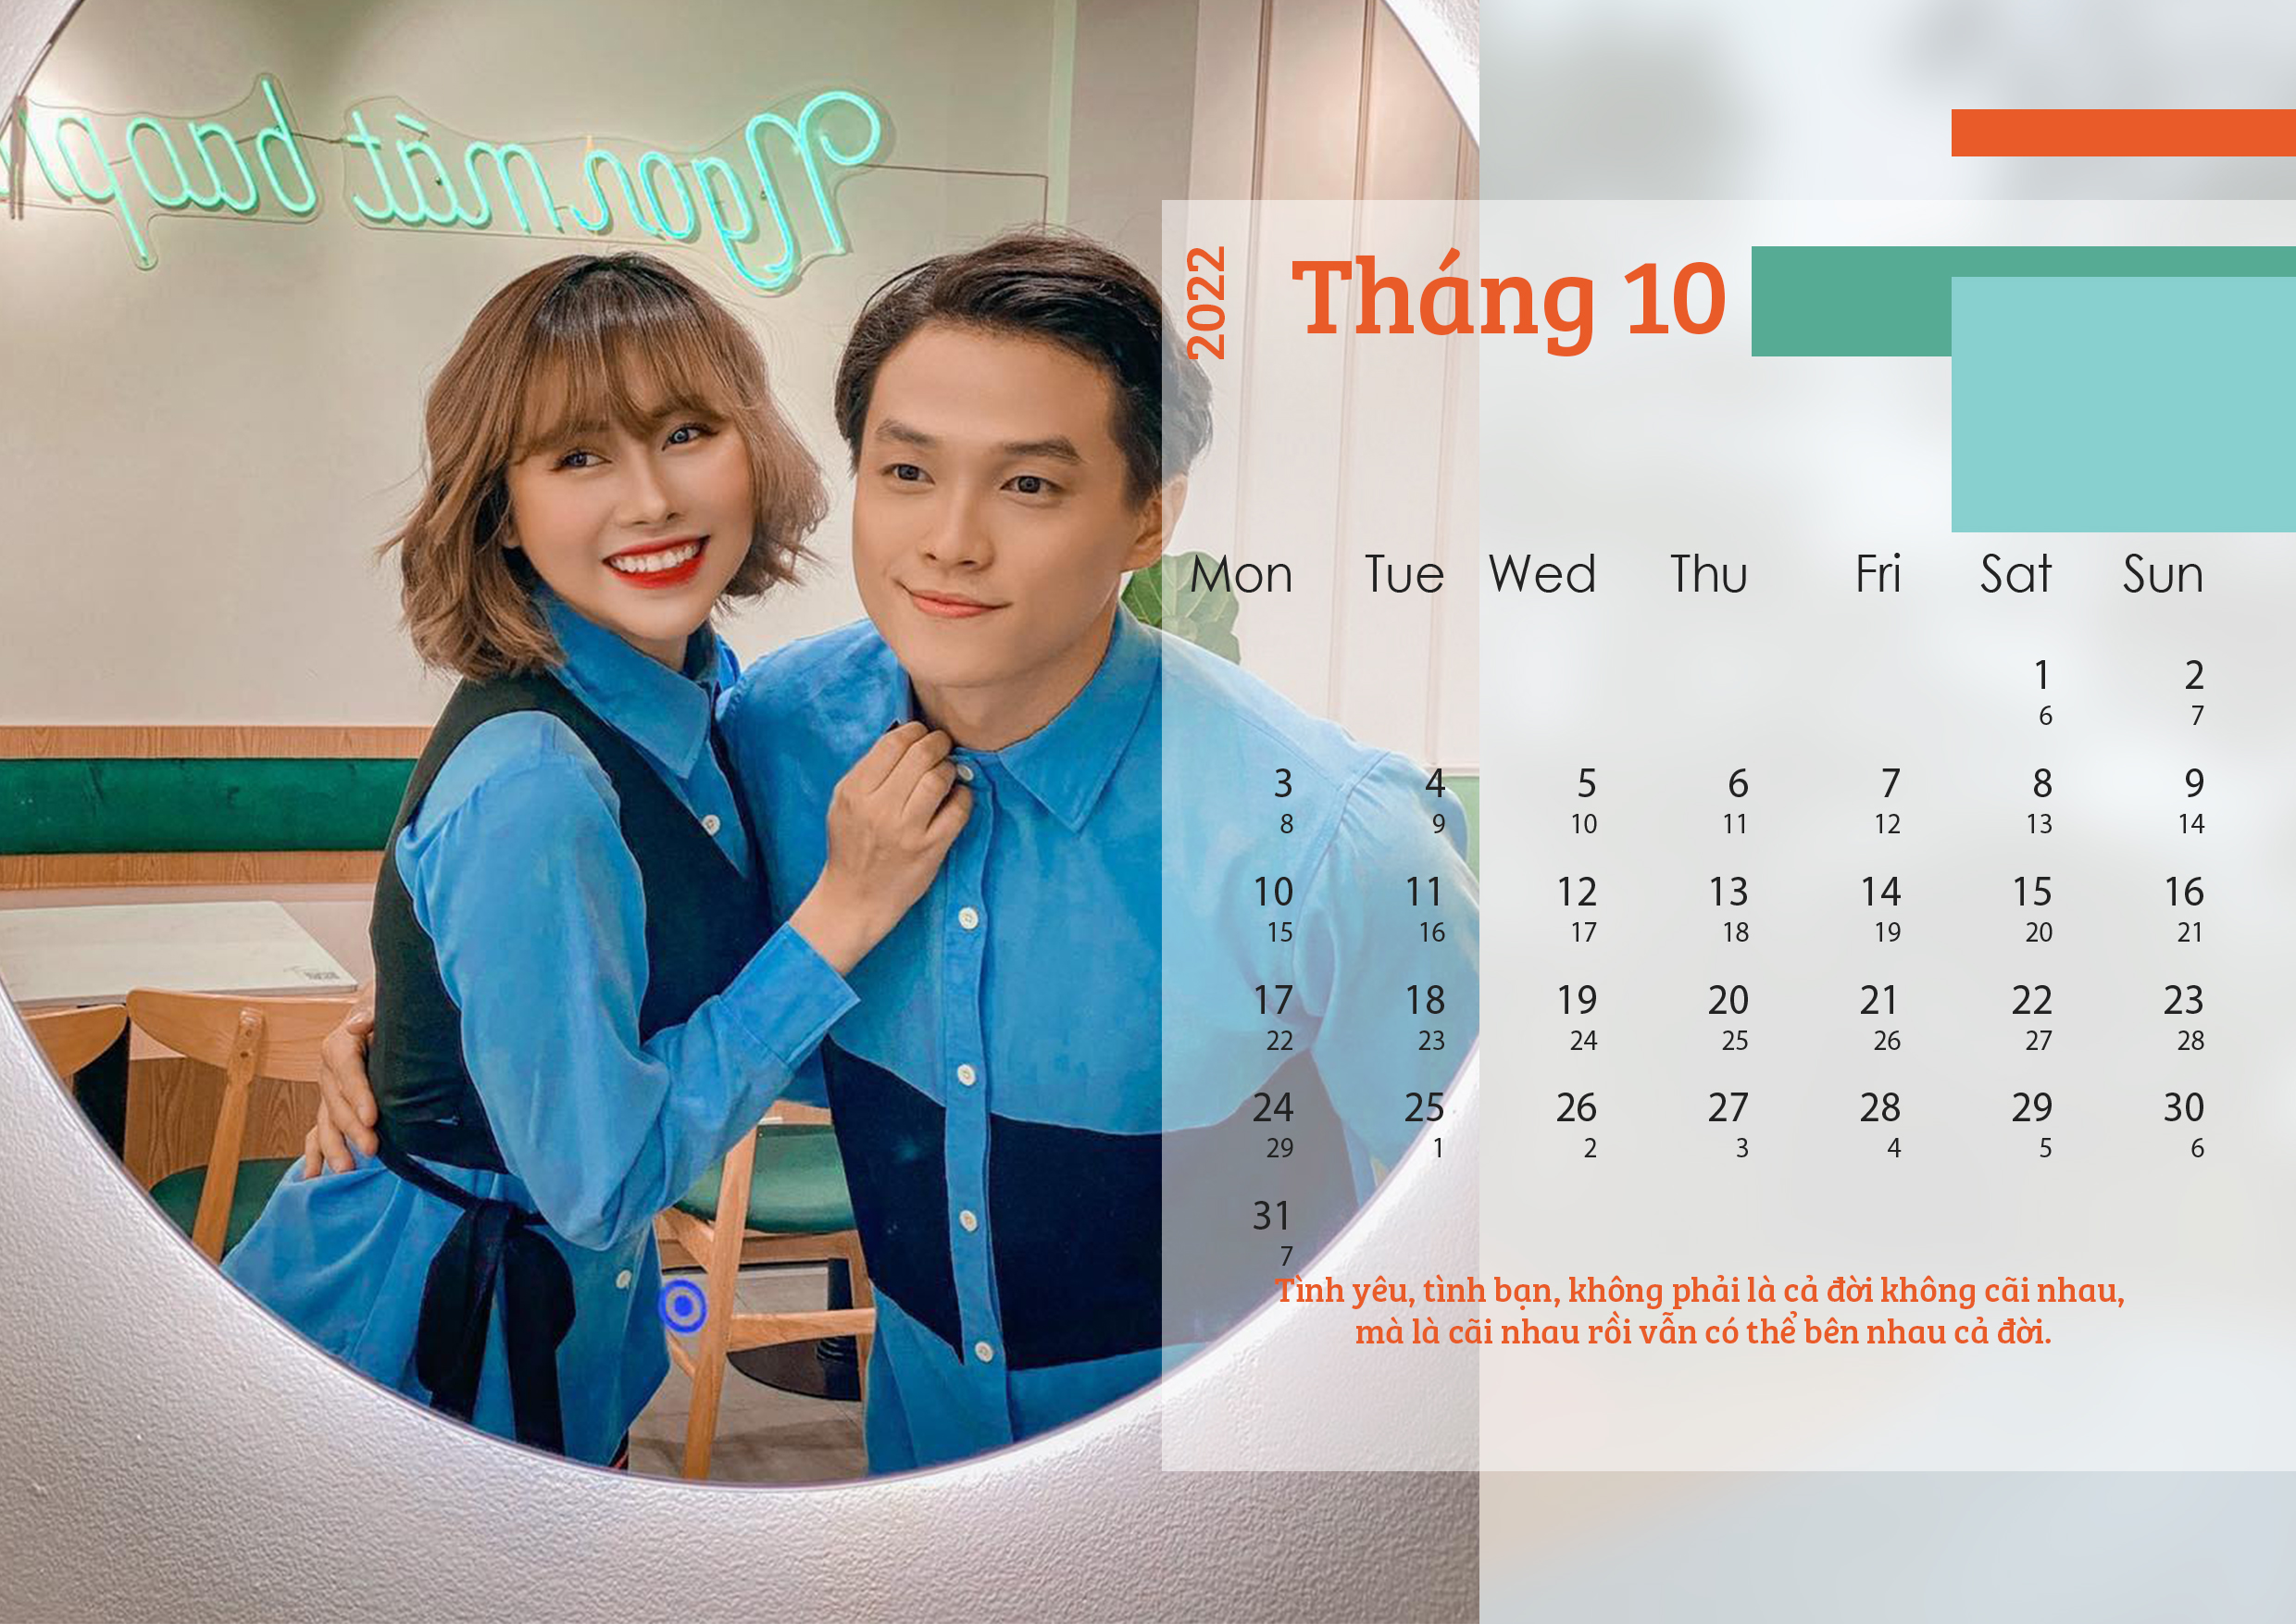 Ngon mát bao
2022
Tháng 10
Mon Tue Wed Thu Fri Sat Sun
1 2
6 7
3 4 5 6 7 8 9
8 9 10 11 12 13 14
10 11 12 13 14 15 16
15 16 17 18 19 20 21
17 18 19 20 21 22 23
22 23 24 25 26 27 28
24 25 26 27 28 29 30
29 1 2 3 4 5 6
31
7
Tình yêu, tình bạn, không phải là cả đời không cãi nhau,
mà là cãi nhau rồi vẫn có thể bên nhau cả đời.